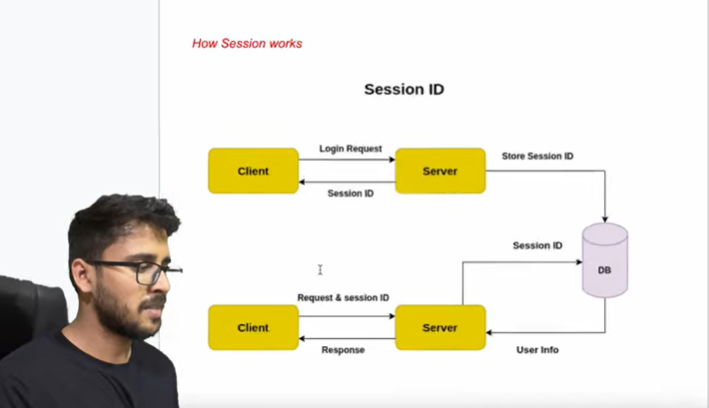 How Session works
Session ID
Login Request
Store Session ID
Client
Server
Session ID
Session ID
DB
Request & session ID
Client
Server
Response
User Info